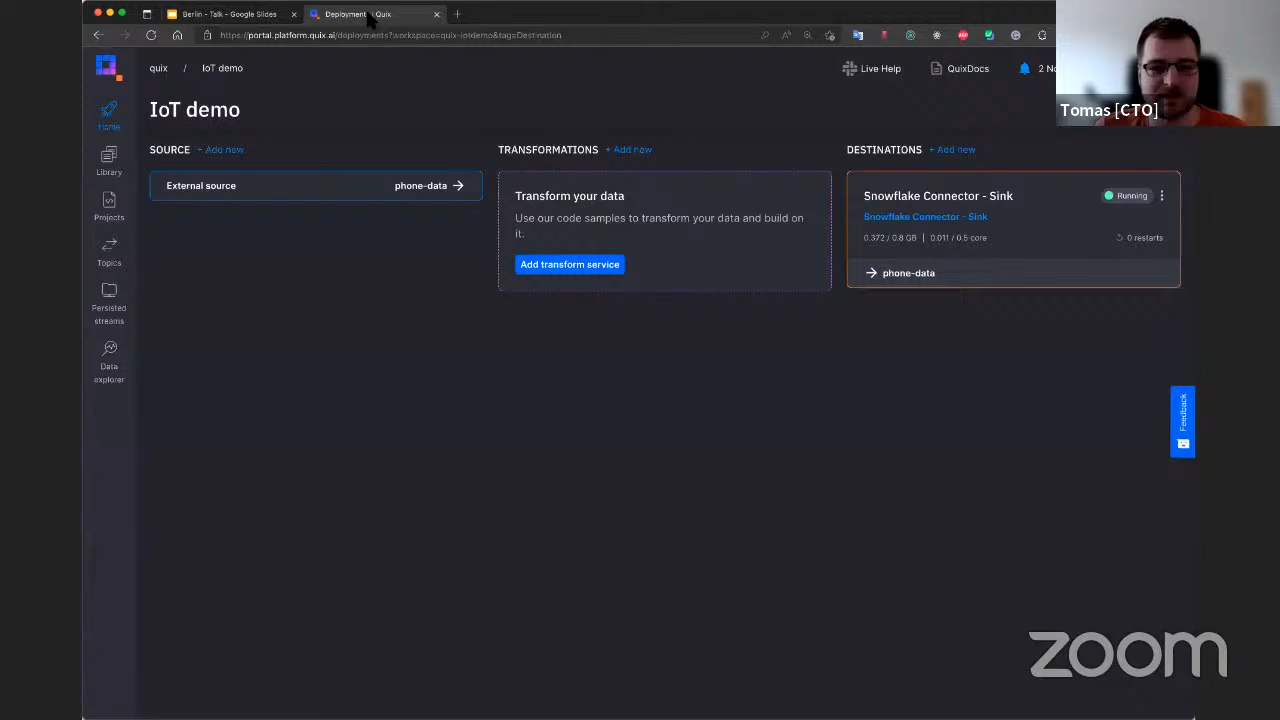 Berlin - Talk - Google Slides
Deployment Quix
https://portal.platform.quix.ai/deployments?workspace=quix-iotdemo&tag=Destination
quix / IoT demo
Live Help
QuixDocs
Tomas [CTO]
Home
Library
Projects
Topics
Persisted
streams
Data
explorer
IoT demo
SOURCE + Add new
External source phone-data
TRANSFORMATIONS + Add new
Transform your data
Use our code samples to transform your data and build on
it.
Add transform service
DESTINATIONS + Add new
Snowflake Connector - Sink Running
Snowflake Connector - Sink
0.372 / 0.8 GB | 0.011 / 0.5 core 0 restarts
phone-data
Feedback
zoom